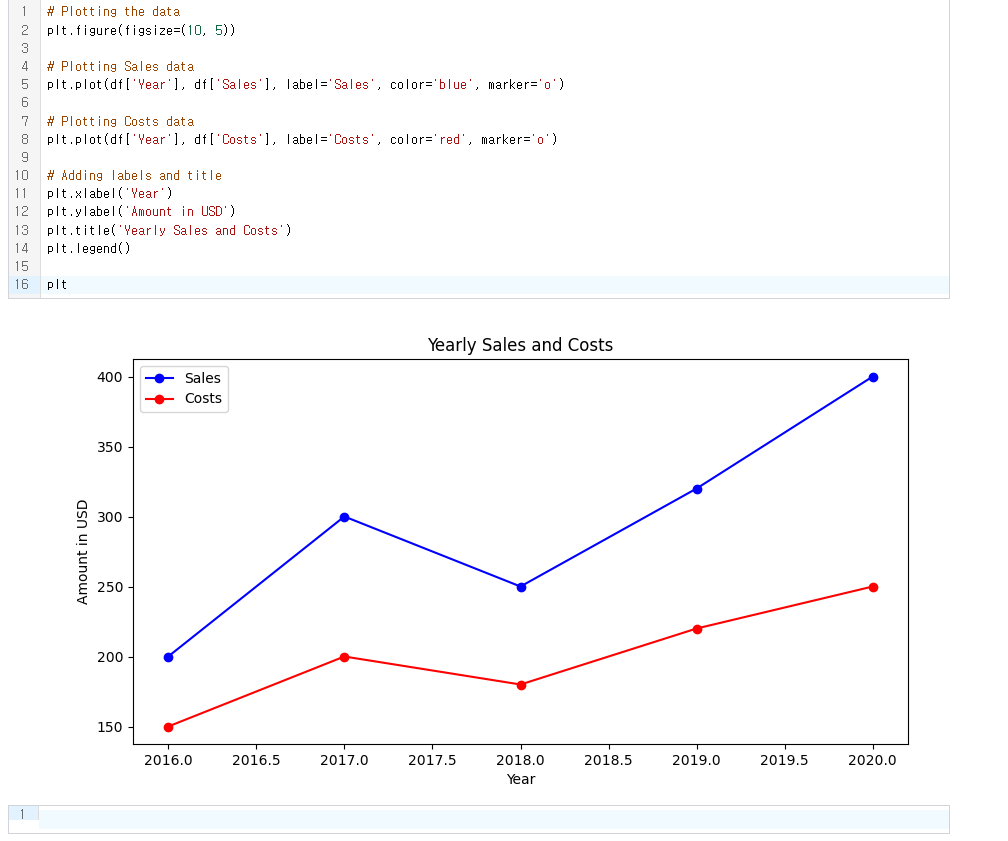 1 # Plotting the data
2 plt.figure(figsize=(10, 5))
3
4 # Plotting Sales data
5 plt.plot(df['Year'], df['Sales'], label='Sales', color='blue', marker='o')
6
7 # Plotting Costs data
8 plt.plot(df['Year'], df['Costs'], label='Costs', color='red', marker='o')
9
10 # Adding labels and title
11 plt.xlabel('Year')
12 plt.ylabel('Amount in USD')
13 plt.title('Yearly Sales and Costs')
14 plt.legend()
15
16 plt
Yearly Sales and Costs
Sales
Costs
400
350
300
250
200
150
Amount in USD
2016.0 2016.5 2017.0 2017.5 2018.0 2018.5 2019.0 2019.5 2020.0
Year
1